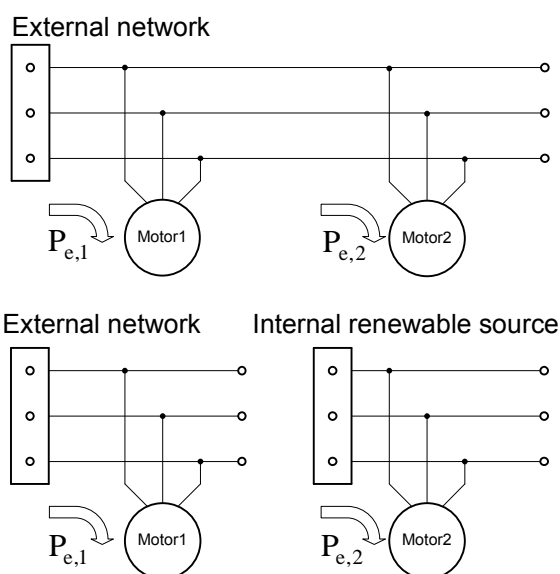 External network
Motor1
Motor2
Pe,1
Pe,2
External network
Internal renewable source
Motor1
Motor2
Pe,1
Pe,2